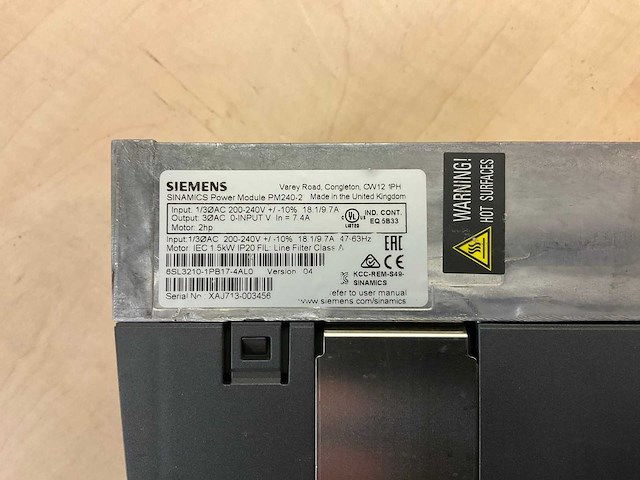 SIEMENS
Varey Road, Congleton, CW12 1PH
SINAMICS Power Module PM240-2 Made in the United Kingdom
Input: 1/3ØAC 200-240V +/- 10% 18.1/9.7A
Output: 3ØAC 0-INPUT V In = 7.4A
Motor: 2hp
UL
LISTED
IND. CONT.
EQ 5B33
Input: 1/3ØAC 200-240V +/- 10% 18.1/9.7A 47-63Hz
Motor: IEC 1.5kW IP20 FIL: Line Filter Class A
EAC
CE
6SL3210-1PB17-4AL0 Version 04
KCC-REM-S49-
SINAMICS
Serial No: XAJ713-003456
refer to user manual
www.siemens.com/sinamics
WARNING!
HOT SURFACES